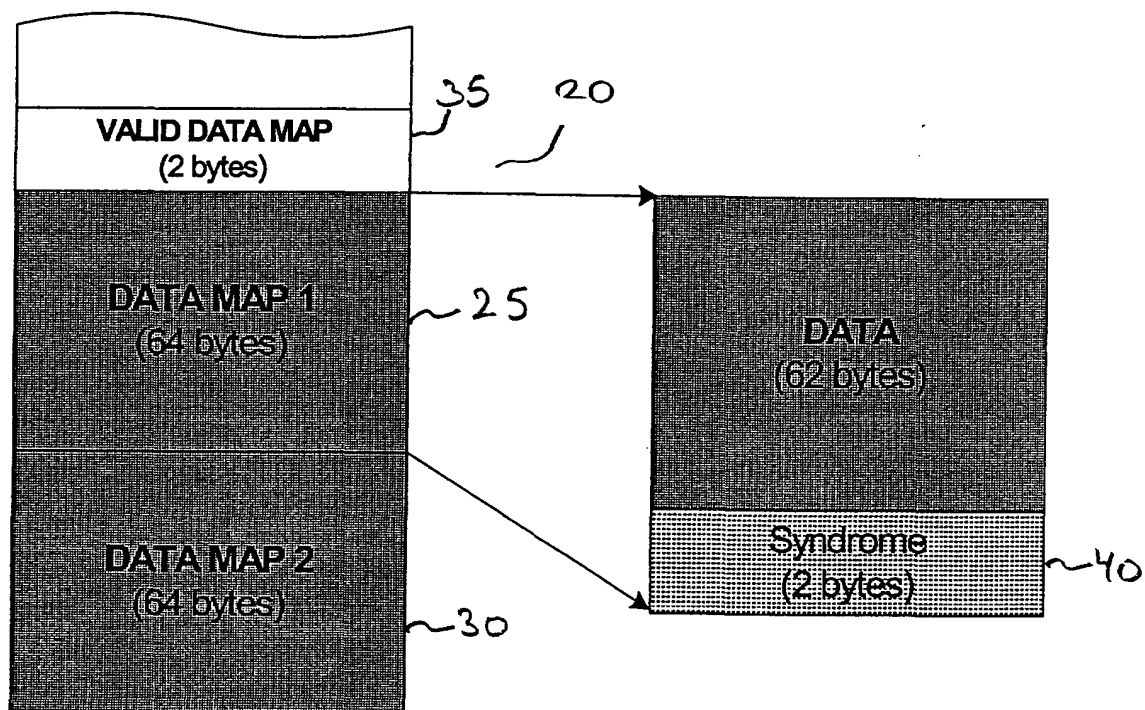 35
20
VALID DATA MAP
(2 bytes)
DATA MAP 1
(64 bytes)
25
DATA
(62 bytes)
DATA MAP 2
(64 bytes)
30
Syndrome
(2 bytes)
40